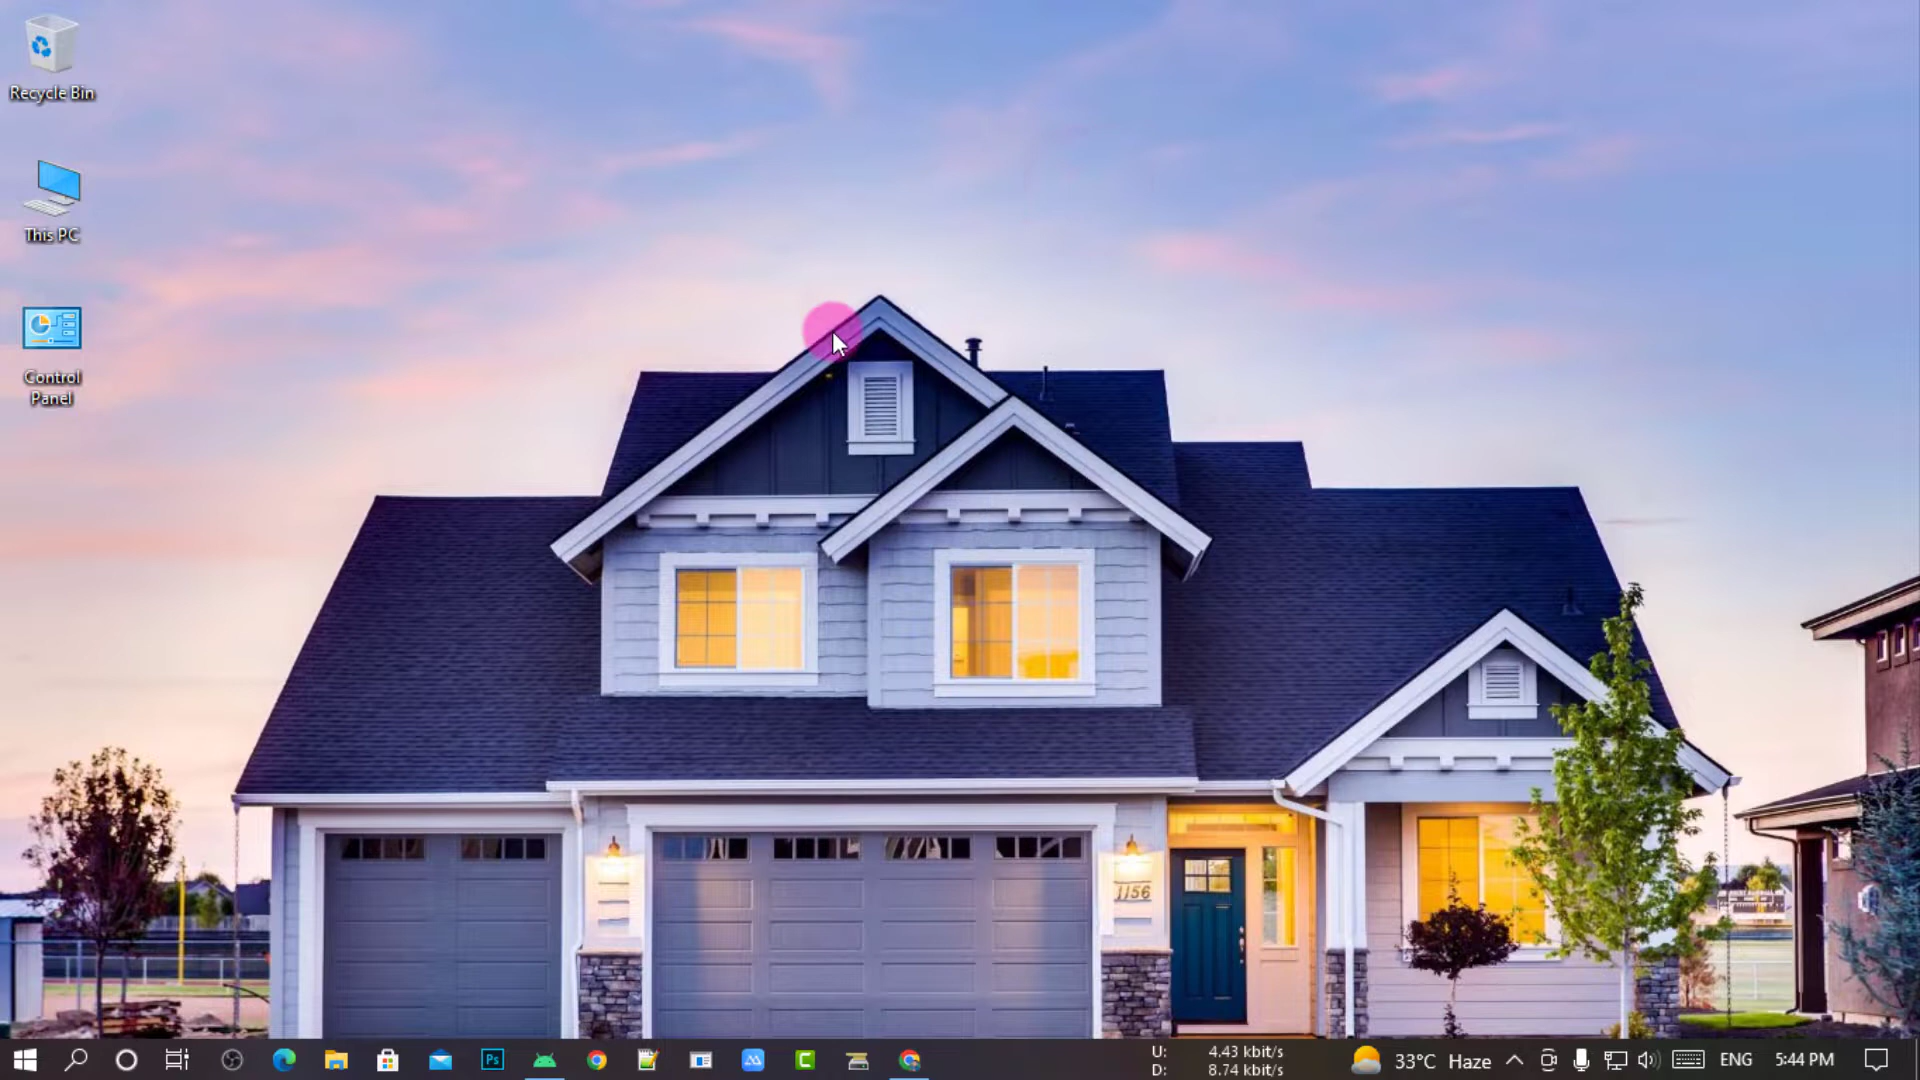 Recycle Bin
This PC
Control
Panel
1156
Ps
U: 4.43 kbit/s
D: 8.74 kbit/s
33°C Haze
ENG
5:44 PM